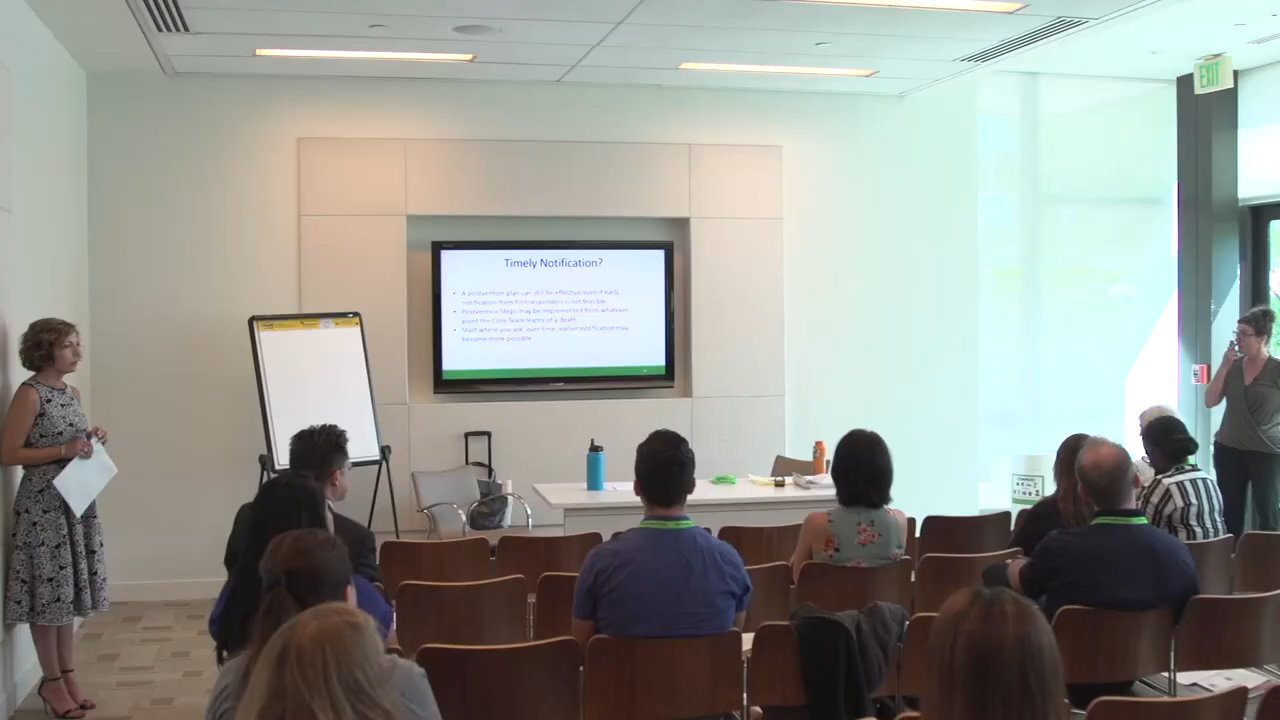 EXIT
Timely Notification?
• A postvention plan can still be effective even if early
notification from first responders is not feasible
• Postvention Steps may be implemented from whatever
point the Core Team learns of a death
• Start where you are; over time, earlier notification may
become more possible
COMPOST